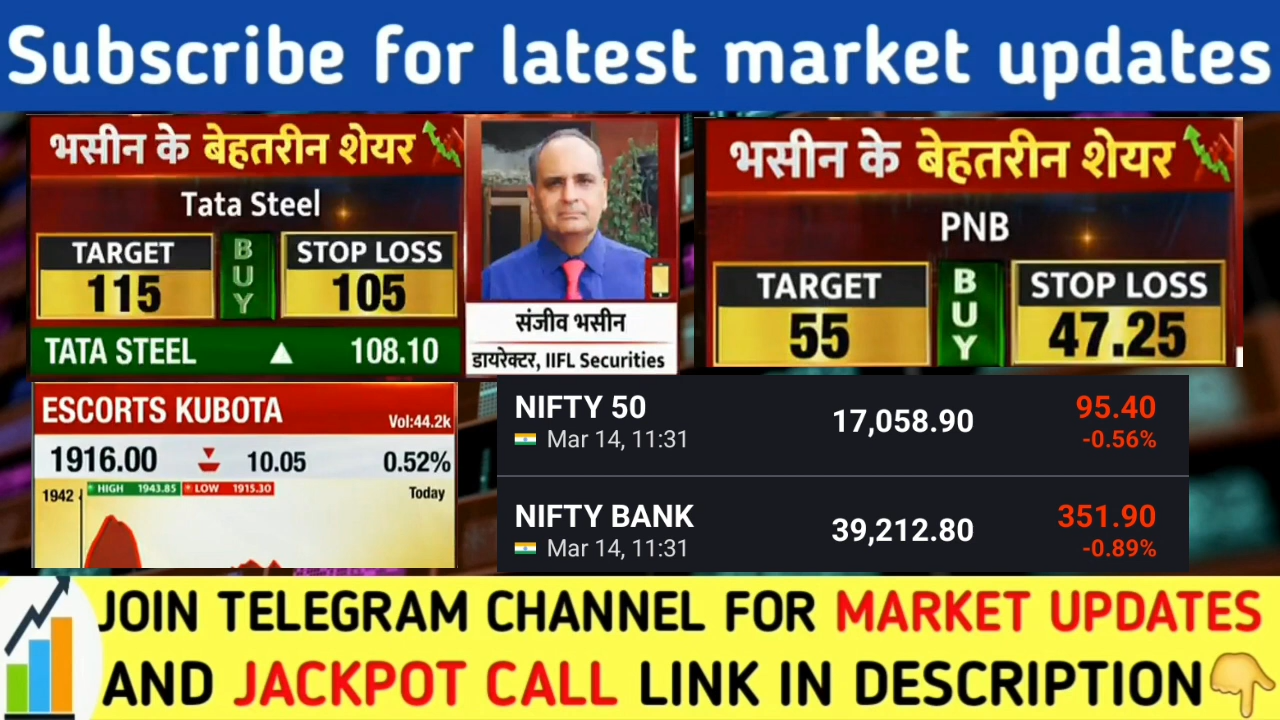 Subscribe for latest market updates
भसीन के बेहतरीन शेयर
Tata Steel
TARGET
115
BUY
STOP LOSS
105
TATA STEEL ▲ 108.10
संजीव भसीन
डायरेक्टर, IIFL Securities
भसीन के बेहतरीन शेयर
PNB
TARGET
55
BUY
STOP LOSS
47.25
ESCORTS KUBOTA Vol:44.2k
1916.00 10.05 0.52%
1942 HIGH 1943.85 LOW 1915.30 Today
NIFTY 50 17,058.90 95.40
Mar 14, 11:31 -0.56%
NIFTY BANK 39,212.80 351.90
Mar 14, 11:31 -0.89%
JOIN TELEGRAM CHANNEL FOR MARKET UPDATES
AND JACKPOT CALL LINK IN DESCRIPTION👇